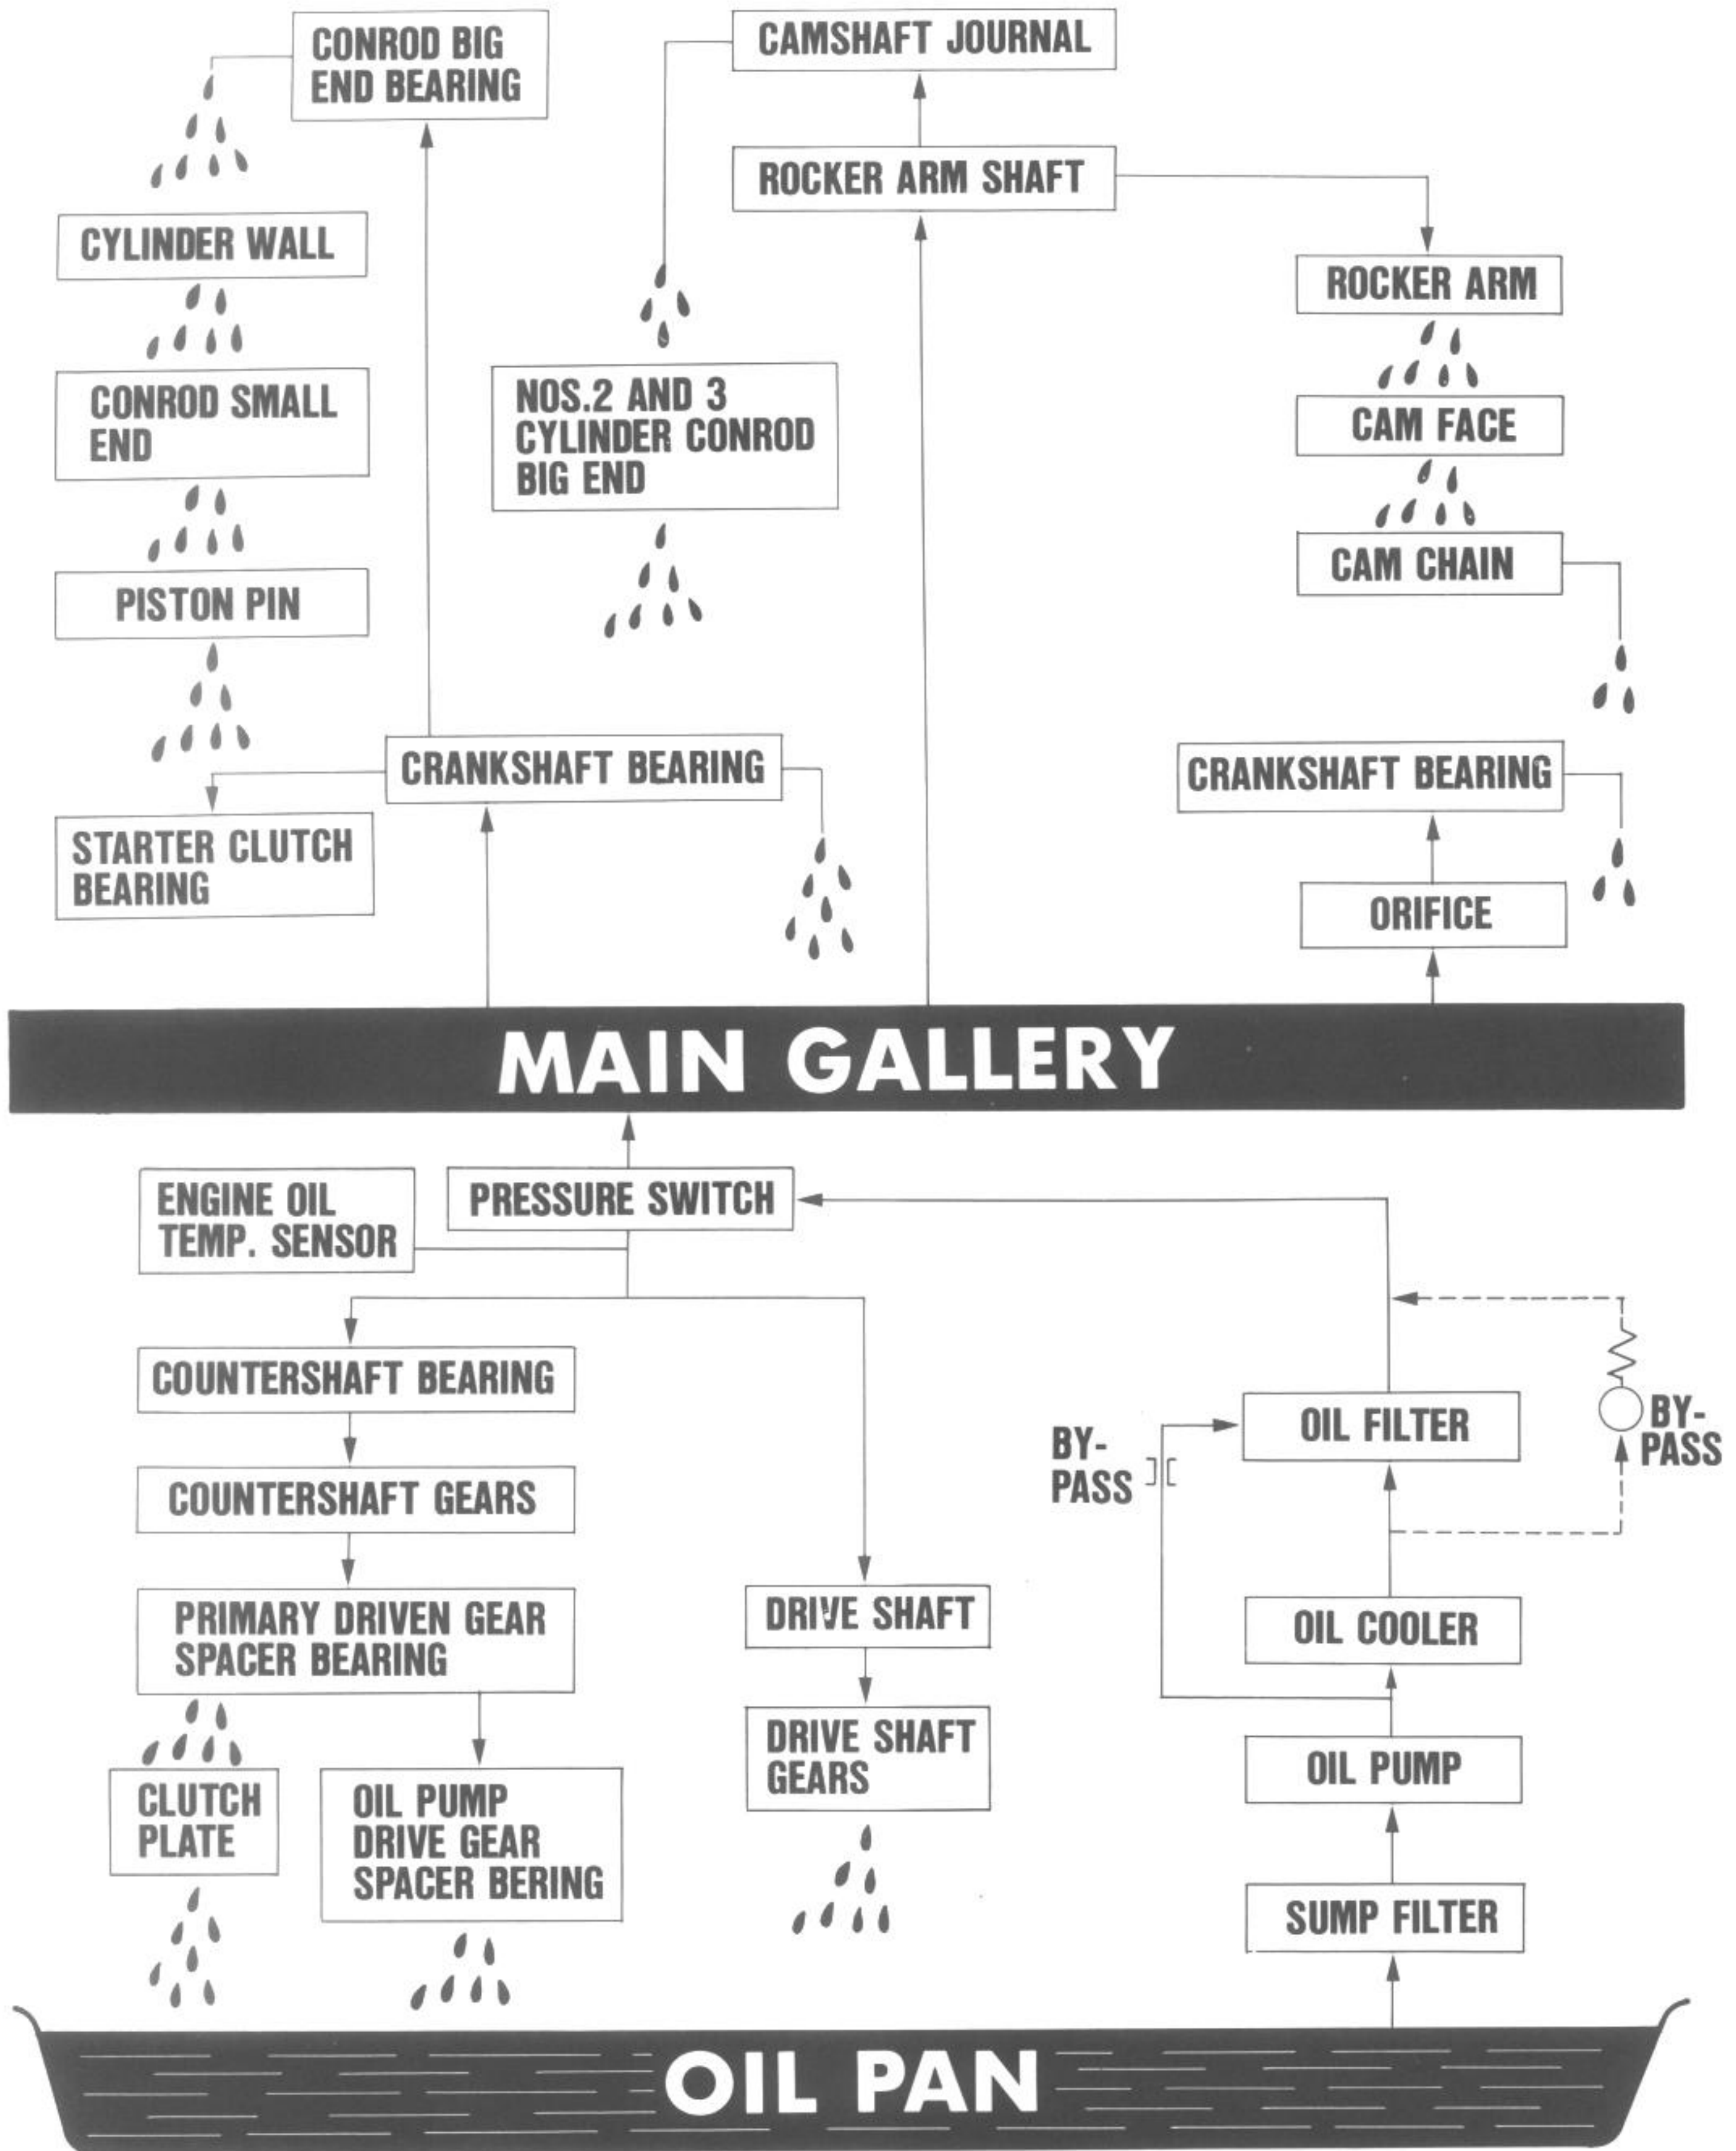 CONROD BIG
END BEARING
CAMSHAFT JOURNAL
ROCKER ARM SHAFT
CYLINDER WALL
ROCKER ARM
CONROD SMALL
END
NOS.2 AND 3
CYLINDER CONROD
BIG END
CAM FACE
CAM CHAIN
PISTON PIN
CRANKSHAFT BEARING
CRANKSHAFT BEARING
STARTER CLUTCH
BEARING
ORIFICE
MAIN GALLERY
ENGINE OIL
TEMP. SENSOR
PRESSURE SWITCH
COUNTERSHAFT BEARING
OIL FILTER
BY-
PASS
BY-
PASS
COUNTERSHAFT GEARS
PRIMARY DRIVEN GEAR
SPACER BEARING
DRIVE SHAFT
OIL COOLER
DRIVE SHAFT
GEARS
OIL PUMP
CLUTCH
PLATE
OIL PUMP
DRIVE GEAR
SPACER BERING
SUMP FILTER
OIL PAN